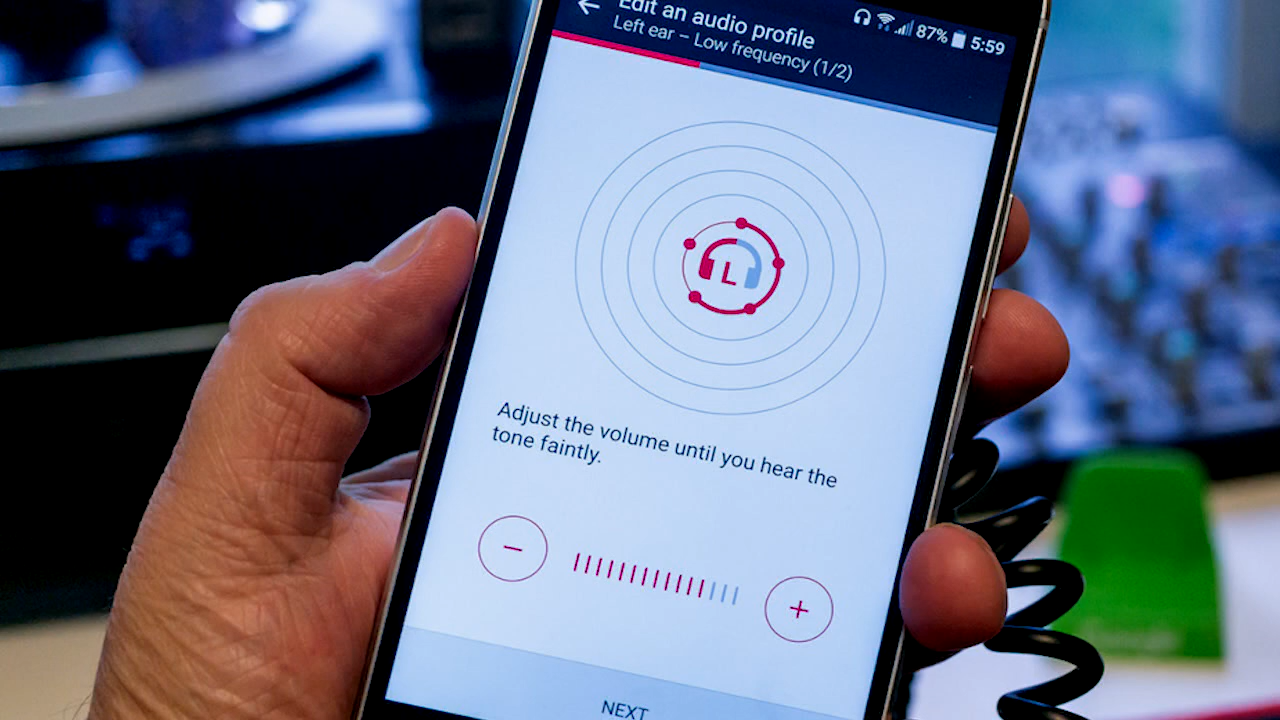 Edit an audio profile
87% 5:59
Left ear – Low frequency (1/2)
L
Adjust the volume until you hear the
tone faintly.
NEXT